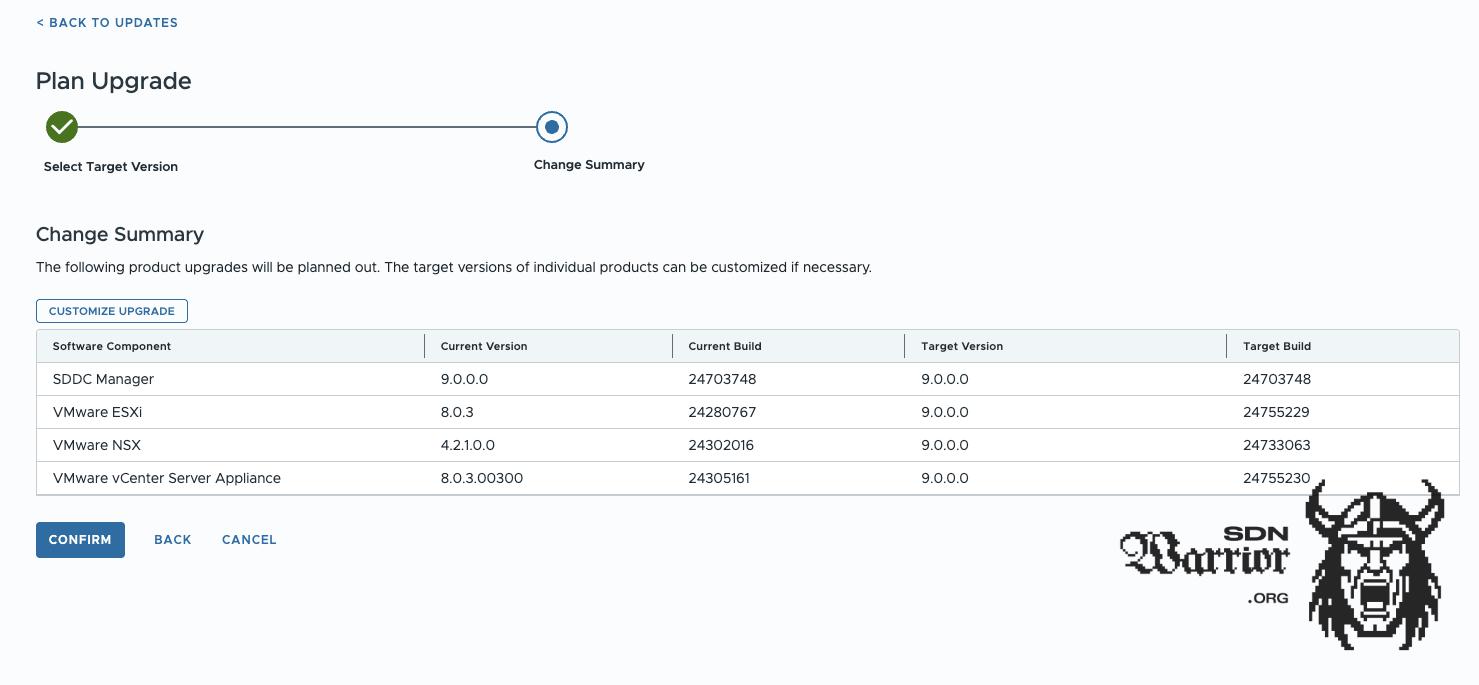 < BACK TO UPDATES
Plan Upgrade
Select Target Version
Change Summary
Change Summary
The following product upgrades will be planned out. The target versions of individual products can be customized if necessary.
CUSTOMIZE UPGRADE
Software Component Current Version Current Build Target Version Target Build
SDDC Manager 9.0.0.0 24703748 9.0.0.0 24703748
VMware ESXi 8.0.3 24280767 9.0.0.0 24755229
VMware NSX 4.2.1.0.0 24302016 9.0.0.0 24733063
VMware vCenter Server Appliance 8.0.3.00300 24305161 9.0.0.0 24755230
CONFIRM BACK CANCEL
SDN
Warrior
.ORG